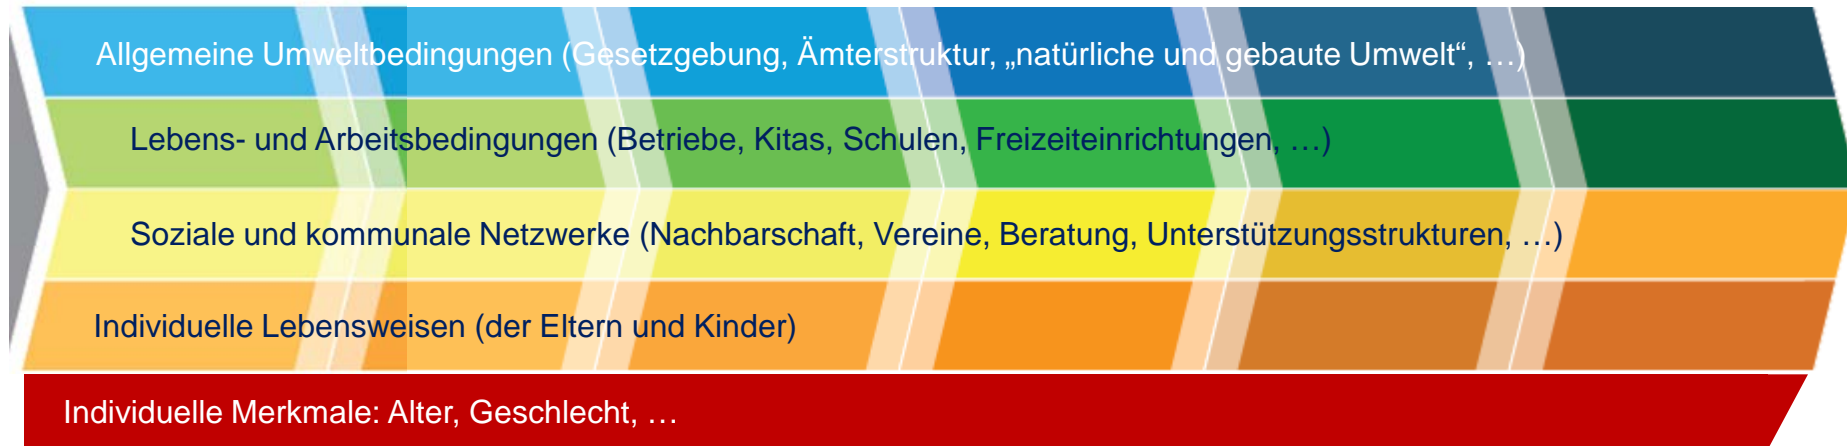 Allgemeine Umweltbedingungen (Gesetzgebung, Ämterstruktur, „natürliche und gebaute Umwelt“, …)
Lebens- und Arbeitsbedingungen (Betriebe, Kitas, Schulen, Freizeiteinrichtungen, …)
Soziale und kommunale Netzwerke (Nachbarschaft, Vereine, Beratung, Unterstützungsstrukturen, …)
Individuelle Lebensweisen (der Eltern und Kinder)
Individuelle Merkmale: Alter, Geschlecht, …